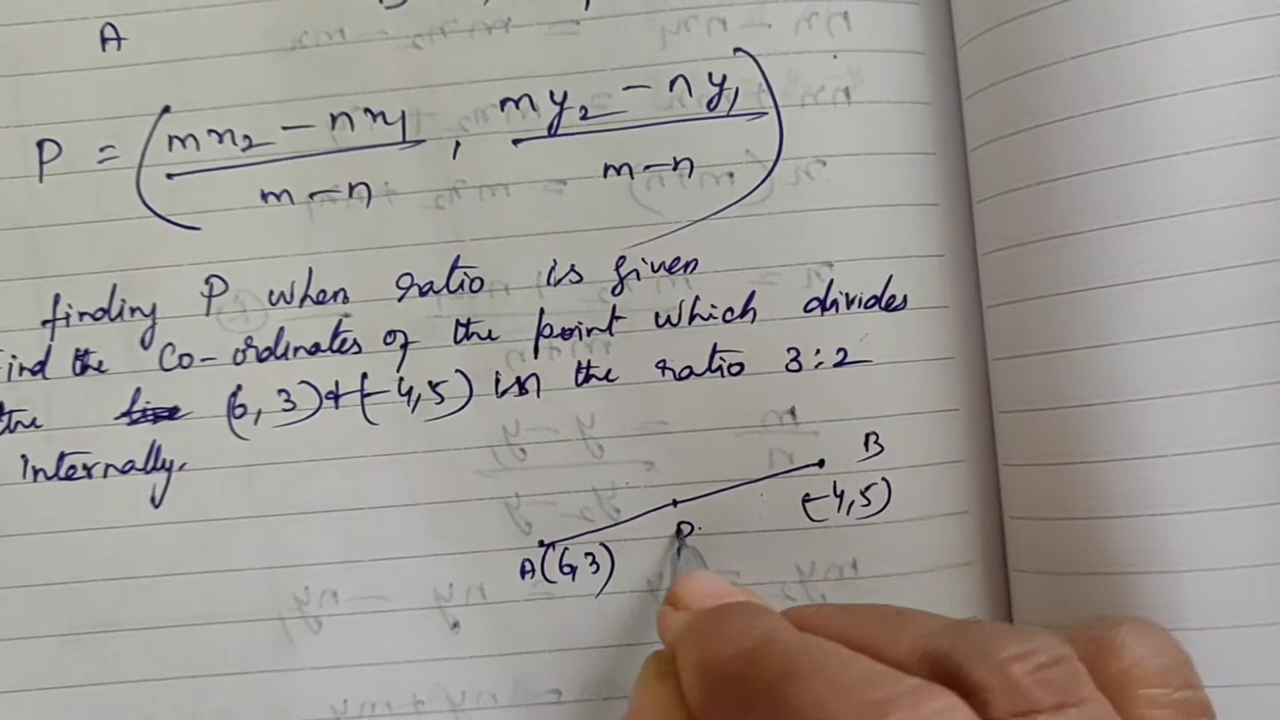 A
P = ( mx₂ - nx₁ / m-n , my₂ - ny₁ / m-n )
finding P when ratio is given
ind the Co-ordinates of the point which divides
the (6, 3) & (-4, 5) in the ratio 3:2
Internally.
B
(-4,5)
P.
A(6,3)